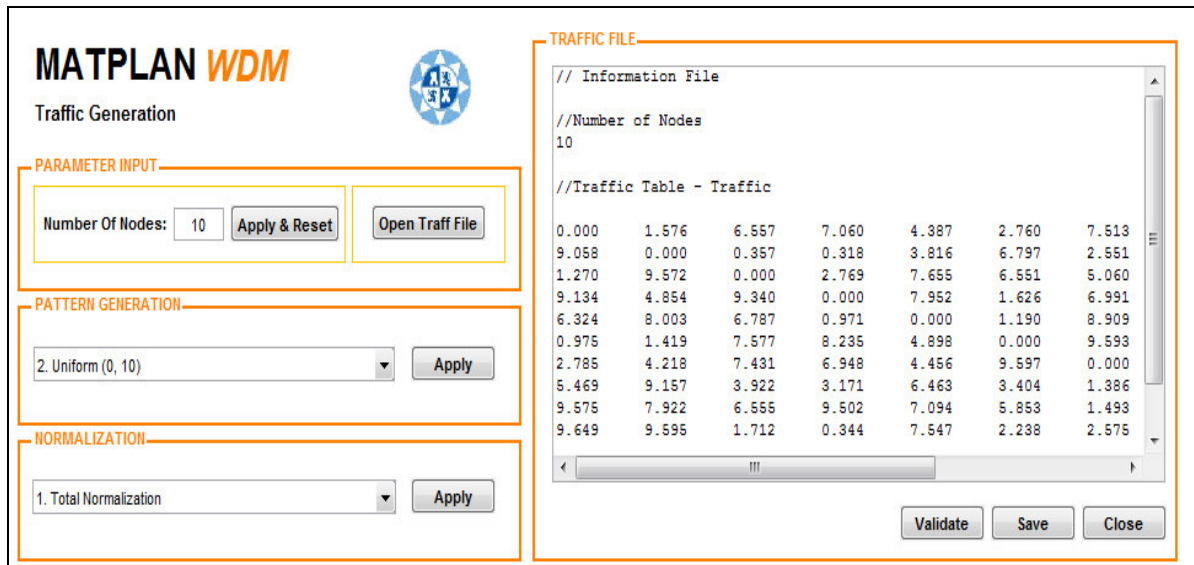 MATPLAN WDM
Traffic Generation
PARAMETER INPUT
Number Of Nodes: 10 Apply & Reset Open Traff File
PATTERN GENERATION
2. Uniform (0, 10) Apply
NORMALIZATION
1. Total Normalization Apply
TRAFFIC FILE
// Information File
//Number of Nodes
10
//Traffic Table - Traffic
0.000 1.576 6.557 7.060 4.387 2.760 7.513
9.058 0.000 0.357 0.318 3.816 6.797 2.551
1.270 9.572 0.000 2.769 7.655 6.551 5.060
9.134 4.854 9.340 0.000 7.952 1.626 6.991
6.324 8.003 6.787 0.971 0.000 1.190 8.909
0.975 1.419 7.577 8.235 4.898 0.000 9.593
2.785 4.218 7.431 6.948 4.456 9.597 0.000
5.469 9.157 3.922 3.171 6.463 3.404 1.386
9.575 7.922 6.555 9.502 7.094 5.853 1.493
9.649 9.595 1.712 0.344 7.547 2.238 2.575
Validate Save Close